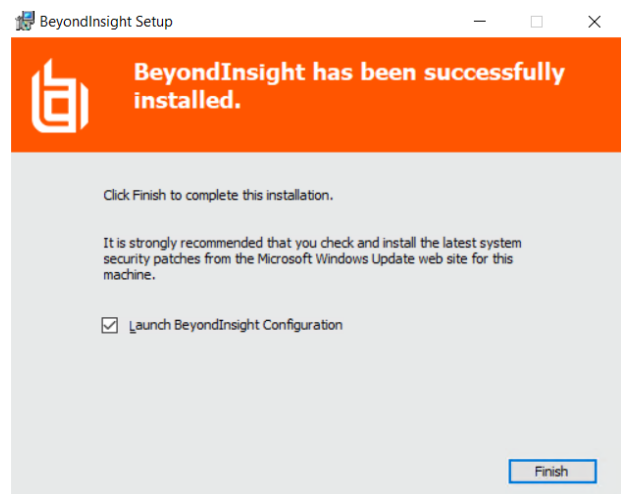 BeyondInsight Setup
BeyondInsight has been successfully
installed.
Click Finish to complete this installation.
It is strongly recommended that you check and install the latest system
security patches from the Microsoft Windows Update web site for this
machine.
Launch BeyondInsight Configuration
Finish